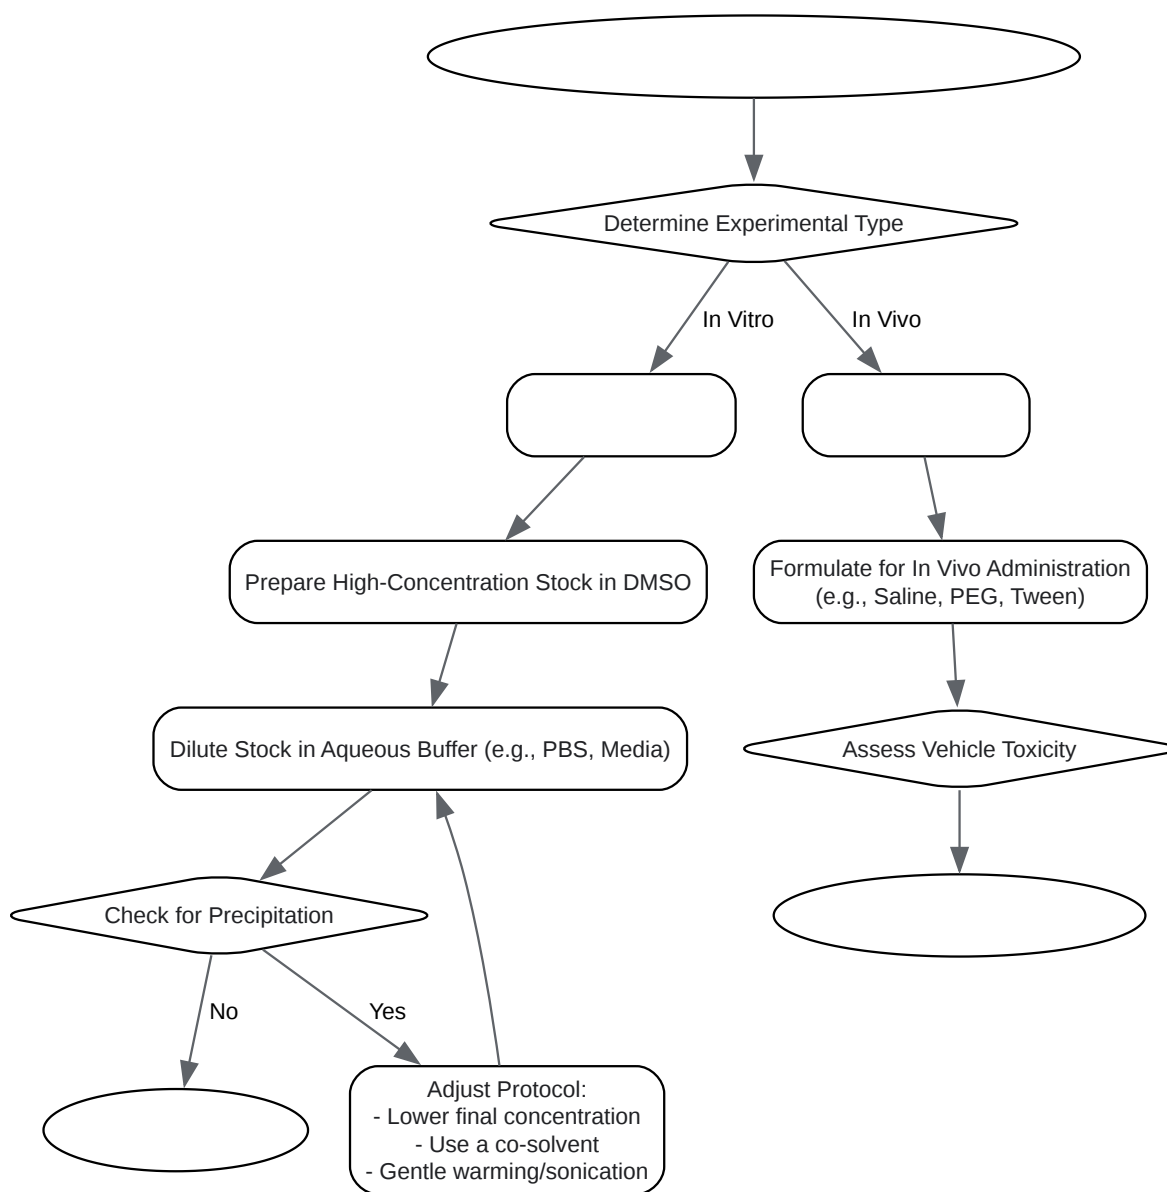 Determine Experimental Type
In Vitro
In Vivo
Prepare High-Concentration Stock in DMSO
Formulate for In Vivo Administration
(e.g., Saline, PEG, Tween)
Dilute Stock in Aqueous Buffer (e.g., PBS, Media)
Assess Vehicle Toxicity
Check for Precipitation
No
Yes
Adjust Protocol:
- Lower final concentration
- Use a co-solvent
- Gentle warming/sonication